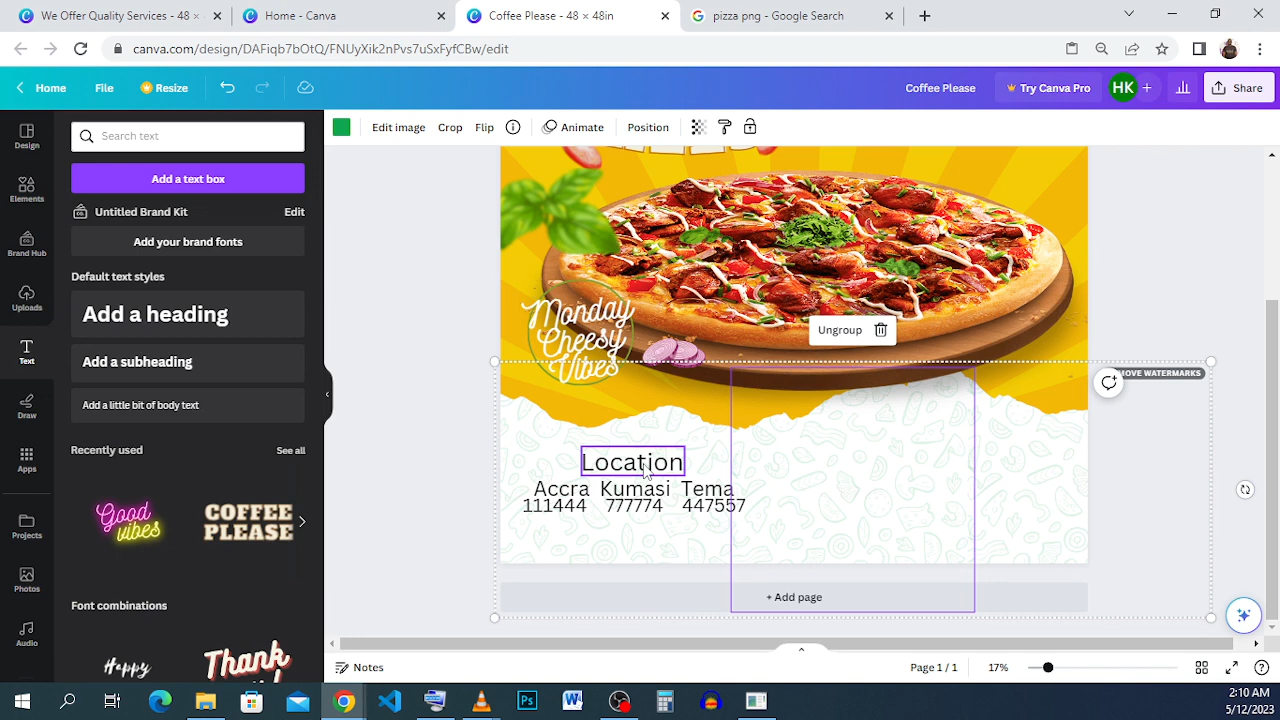 We Offer Quality Services - 48 ×
Home - Canva
Coffee Please - 48 × 48in
pizza png - Google Search
canva.com/design/DAFiqb7bOtQ/FNUyXik2nPvs7uSxFyfCBw/edit
Home
File
Resize
Coffee Please
Try Canva Pro
HK
Share
Search text
Edit image
Crop
Flip
Animate
Position
Design
Add a text box
Elements
Untitled Brand Kit
Edit
Brand Hub
Add your brand fonts
Default text styles
Uploads
Add a heading
Text
Add a subheading
Draw
Add a little bit of body text
Apps
Recently used
See all
Good vibes
COFFEE PLEASE
Projects
Photos
Font combinations
Audio
Happy
Thank
Monday
Cheesy
Vibes
Ungroup
MOVE WATERMARKS
Location
Accra Kumasi Tema
111444 777774 447557
+ Add page
Notes
Page 1 / 1
17%
2:10 AM
5/12/2023